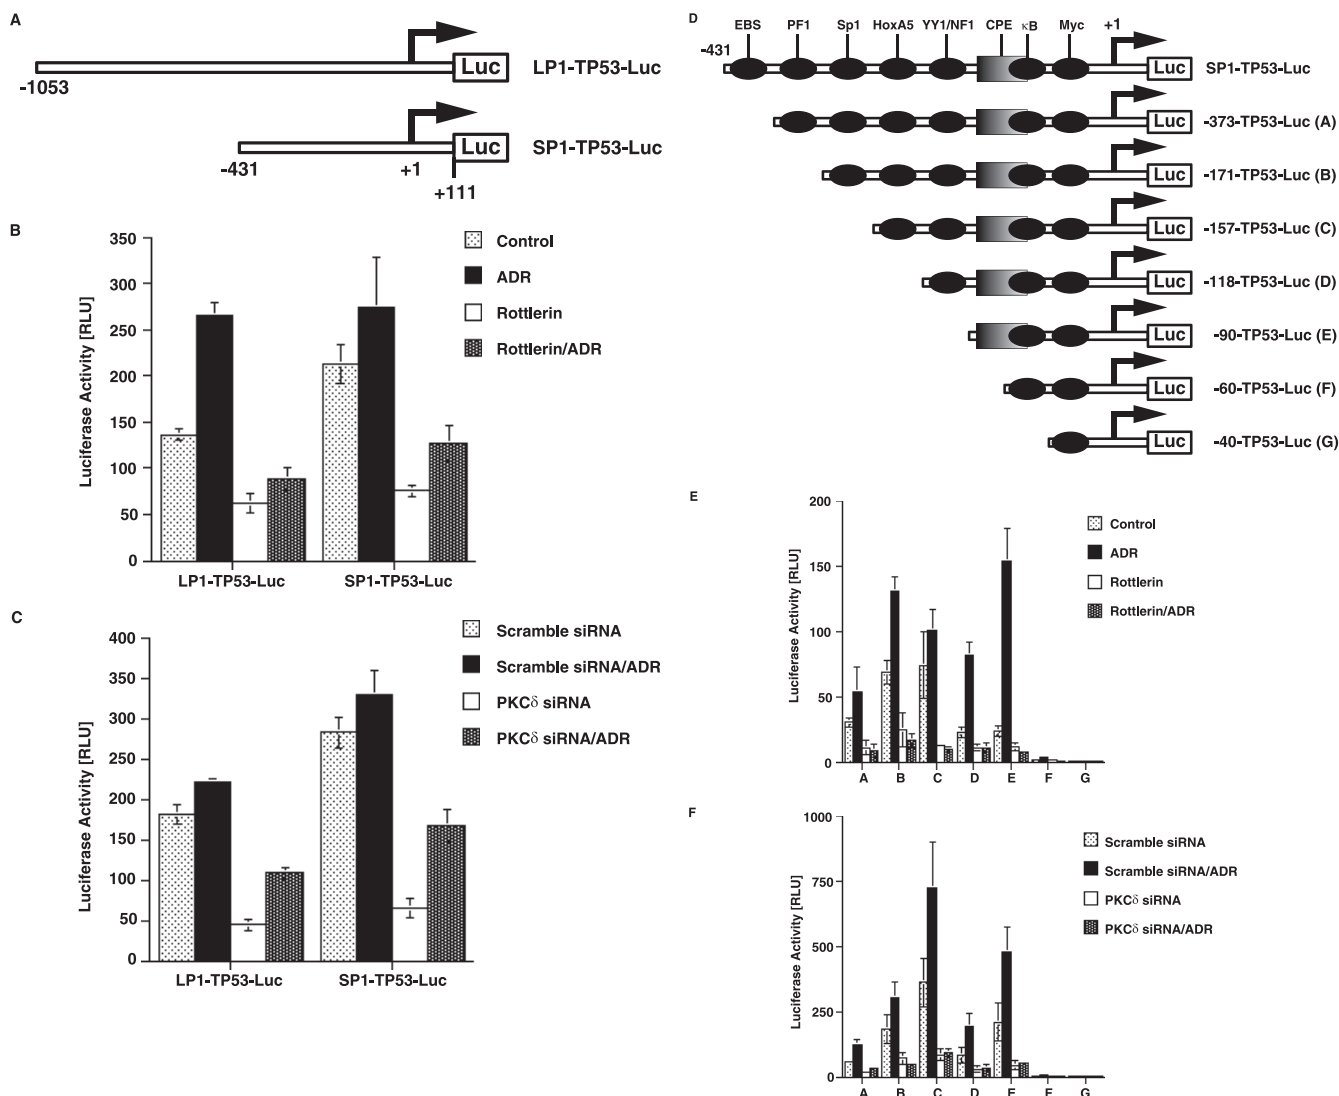 A
Luc
LP1-TP53-Luc
-1053
Luc
SP1-TP53-Luc
-431
+1
+111
B
Luciferase Activity [RLU]
350
300
250
200
150
100
50
0
Control
ADR
Rottlerin
Rottlerin/ADR
LP1-TP53-Luc
SP1-TP53-Luc
C
Luciferase Activity [RLU]
400
350
300
250
200
150
100
50
0
Scramble siRNA
Scramble siRNA/ADR
PKCδ siRNA
PKCδ siRNA/ADR
LP1-TP53-Luc
SP1-TP53-Luc
D
EBS PF1 Sp1 HoxA5 YY1/NF1 CPE κB Myc +1
-431
Luc SP1-TP53-Luc
Luc -373-TP53-Luc (A)
Luc -171-TP53-Luc (B)
Luc -157-TP53-Luc (C)
Luc -118-TP53-Luc (D)
Luc -90-TP53-Luc (E)
Luc -60-TP53-Luc (F)
Luc -40-TP53-Luc (G)
E
Luciferase Activity [RLU]
200
150
100
50
0
Control
ADR
Rottlerin
Rottlerin/ADR
A B C D E F G
F
Luciferase Activity [RLU]
1000
750
500
250
0
Scramble siRNA
Scramble siRNA/ADR
PKCδ siRNA
PKCδ siRNA/ADR
A B C D E F G